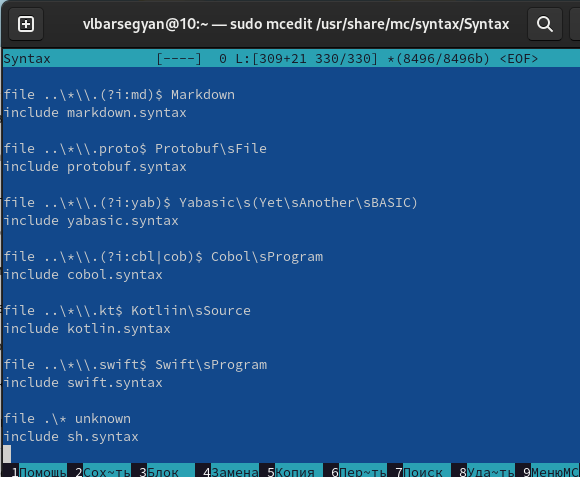 vlbarsegyan@10:~ — sudo mcedit /usr/share/mc/syntax/Syntax
Syntax [----] 0 L:[309+21 330/330] *(8496/8496b) <EOF>
file ..\*\\.(?i:md)$ Markdown
include markdown.syntax
file ..\*\\.proto$ Protobuf\sFile
include protobuf.syntax
file ..\*\\.(?i:yab)$ Yabasic\s(Yet\sAnother\sBASIC)
include yabasic.syntax
file ..\*\\.(?i:cbl|cob)$ Cobol\sProgram
include cobol.syntax
file ..\*\\.kt$ Kotliin\sSource
include kotlin.syntax
file ..\*\\.swift$ Swift\sProgram
include swift.syntax
file .\* unknown
include sh.syntax
1Помощь 2Сох~ть 3Блок 4Замена 5Копия 6Пер~ть 7Поиск 8Уда~ть 9МенюMC